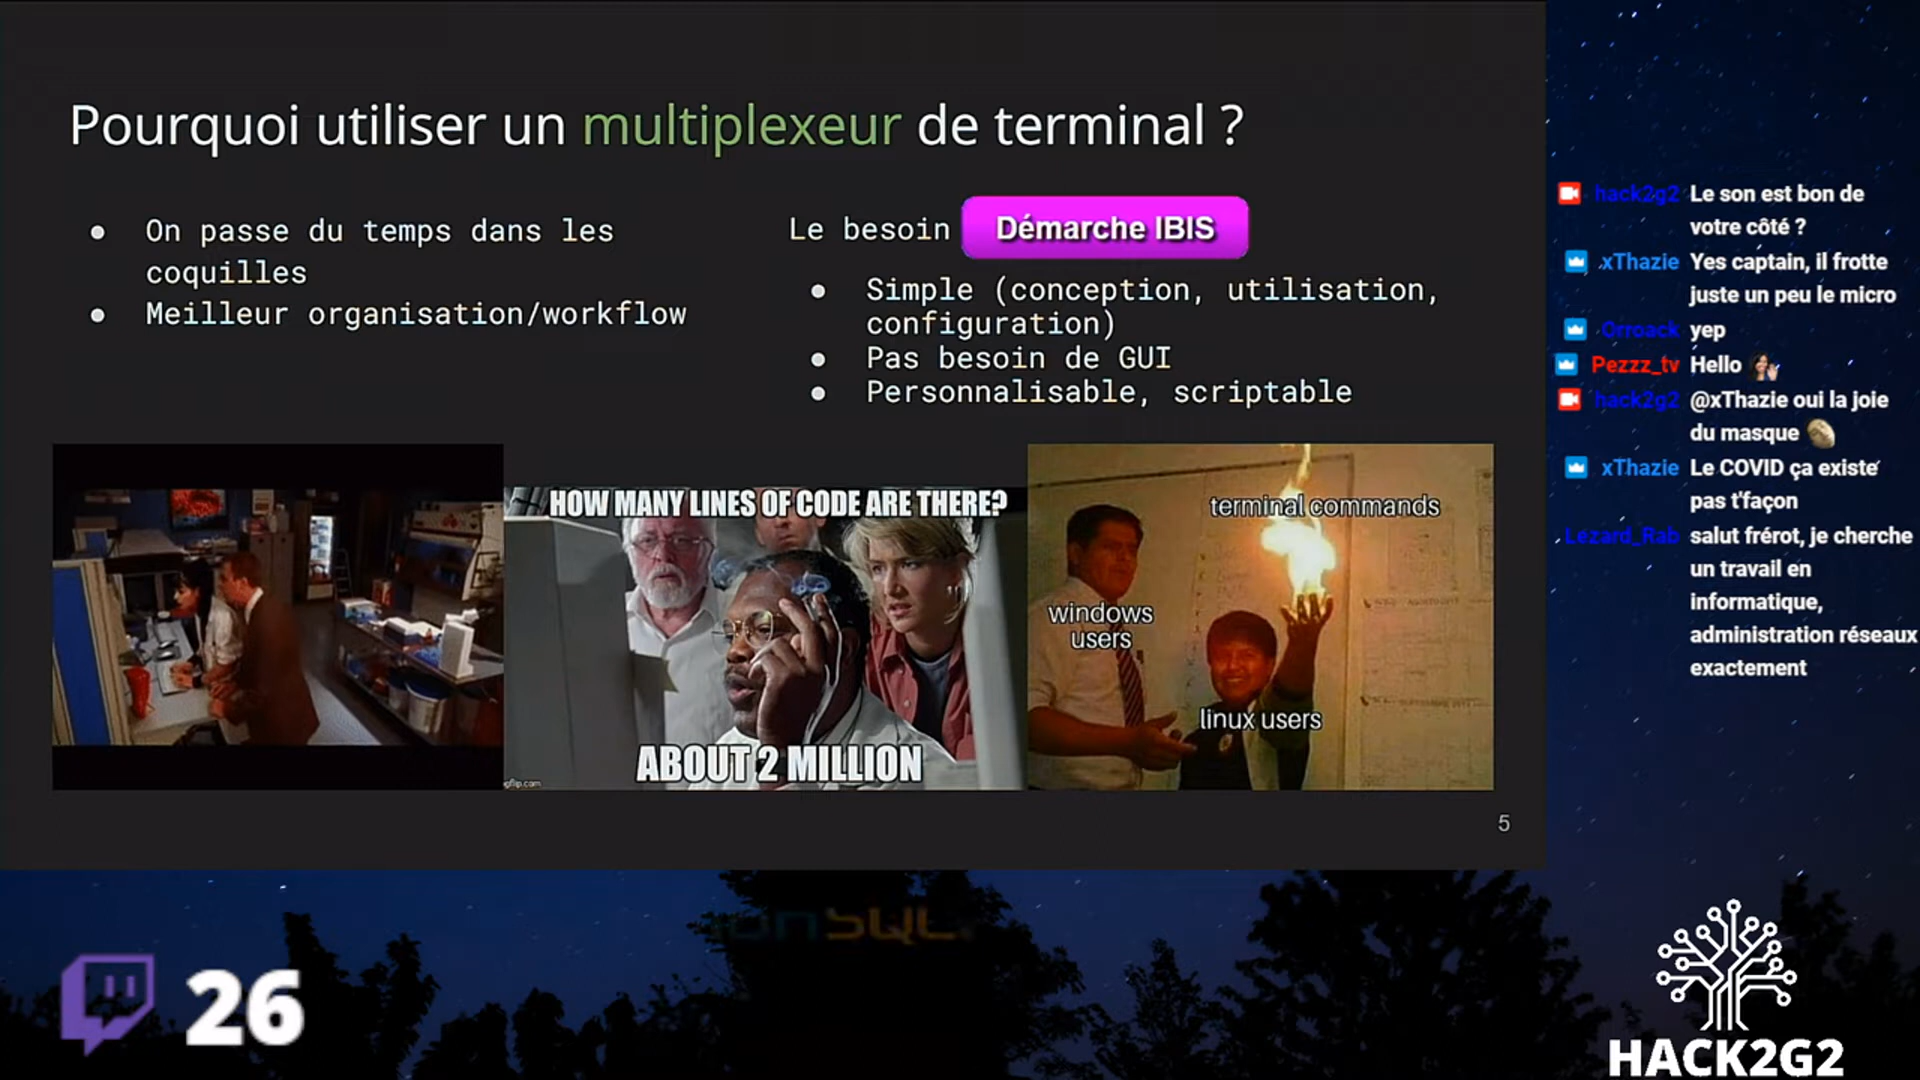 Pourquoi utiliser un multiplexeur de terminal ?
On passe du temps dans les
coquilles
Meilleur organisation/workflow
Le besoin Démarche IBIS
Simple (conception, utilisation,
configuration)
Pas besoin de GUI
Personnalisable, scriptable
HOW MANY LINES OF CODE ARE THERE?
ABOUT 2 MILLION
imgflip.com
terminal commands
windows
users
linux users
5
hack2g2 Le son est bon de
votre côté ?
xThazie Yes captain, il frotte
juste un peu le micro
Orroack yep
Pezzz_tv Hello
hack2g2 @xThazie oui la joie
du masque
xThazie Le COVID ça existe
pas t'façon
Lezard_Rab salut frérot, je cherche
un travail en
informatique,
administration réseaux
exactement
26
HACK2G2